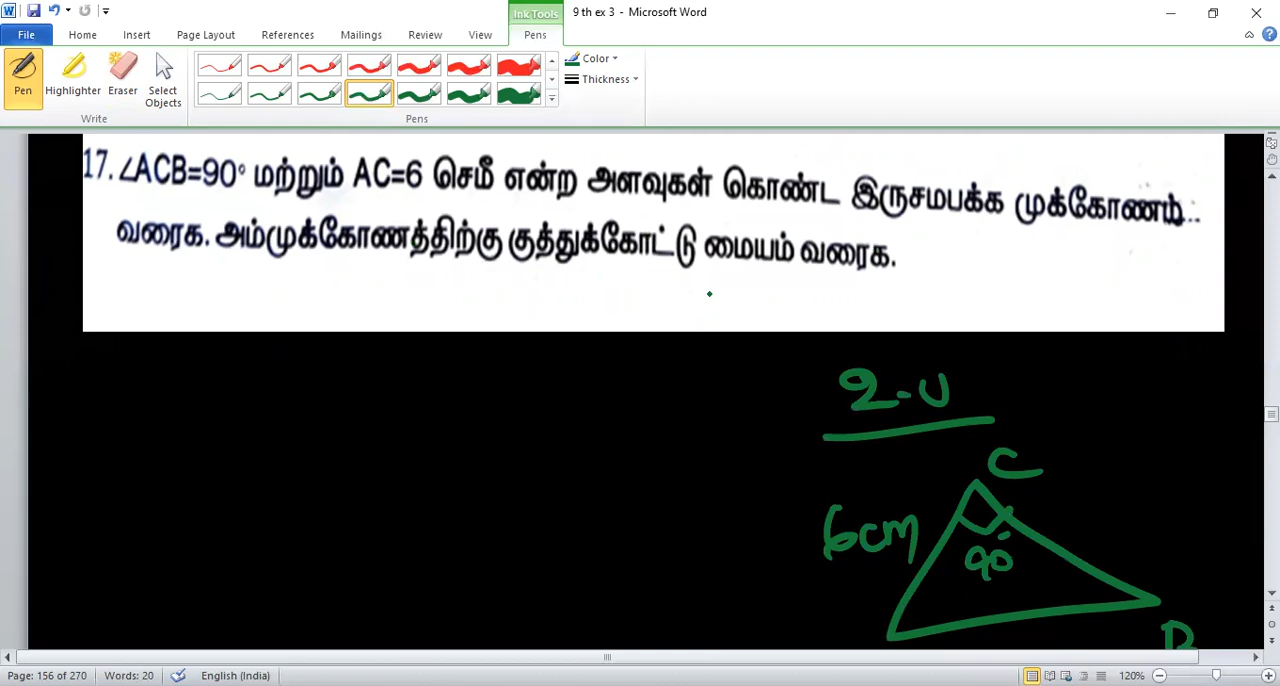 Ink Tools
9 th ex 3 - Microsoft Word
File Home Insert Page Layout References Mailings Review View Pens
Pen Highlighter Eraser Select Objects
Color
Thickness
Write Pens
17. ∠ACB=90° மற்றும் AC=6 செமீ என்ற அளவுகள் கொண்ட இருசமபக்க முக்கோணம்...
வரைக. அம்முக்கோணத்திற்கு குத்துக்கோட்டு மையம் வரைக.
உ-ப
C
6cm
90°
B
Page: 156 of 270 Words: 20 English (India) 120%